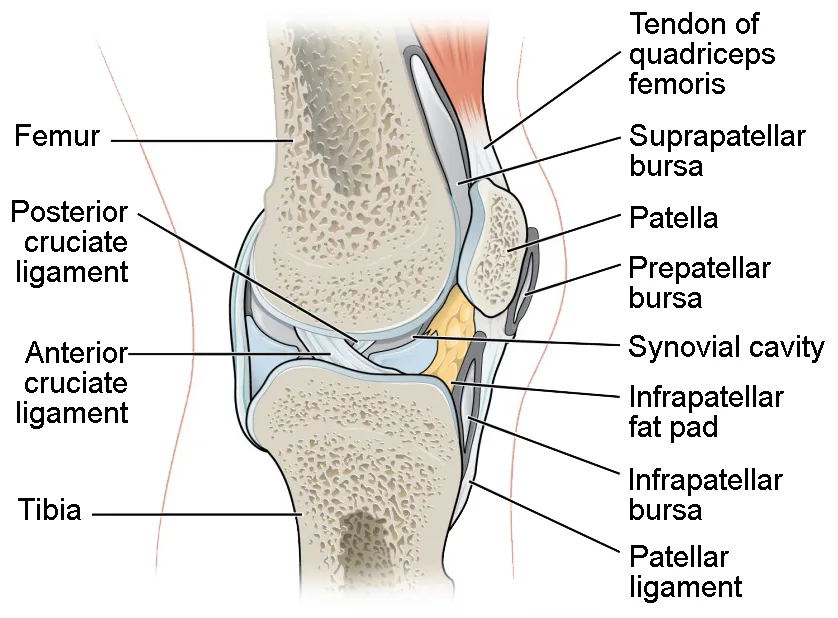 Femur
Posterior
cruciate
ligament
Anterior
cruciate
ligament
Tibia
Tendon of
quadriceps
femoris
Suprapatellar
bursa
Patella
Prepatellar
bursa
Synovial cavity
Infrapatellar
fat pad
Infrapatellar
bursa
Patellar
ligament